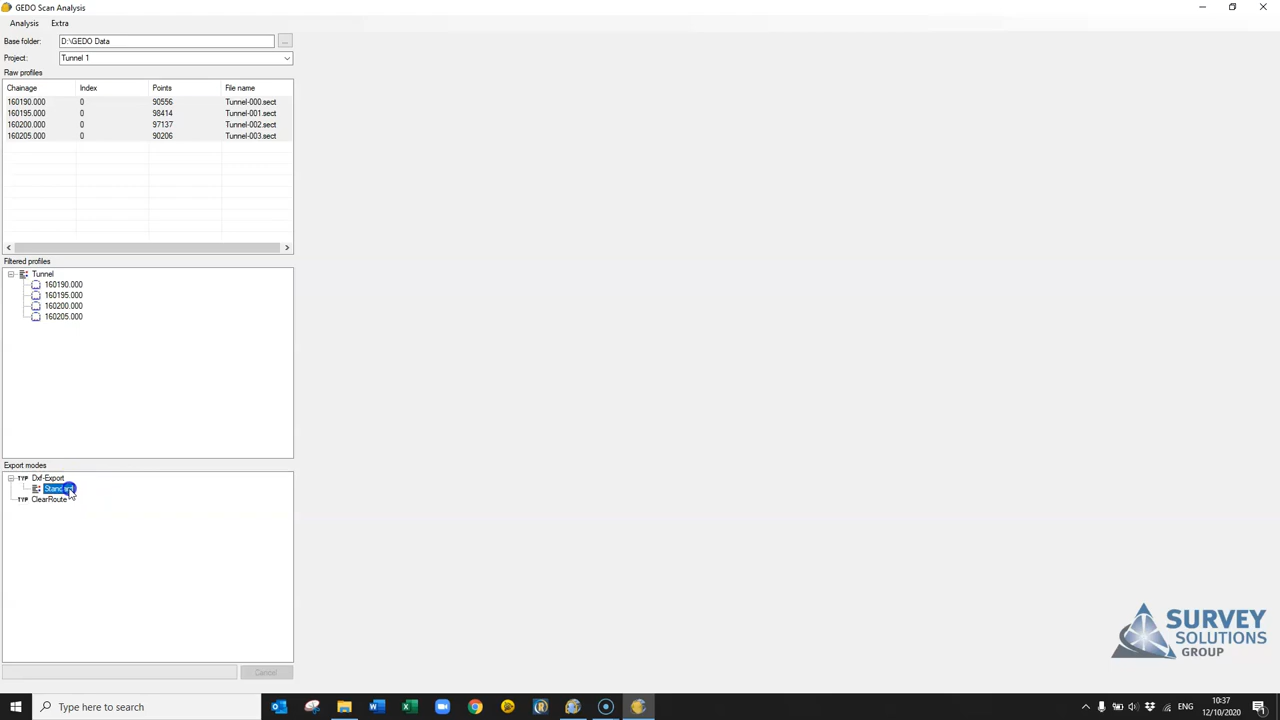 GEDO Scan Analysis
Analysis Extra
Base folder: D:\GEDO Data ...
Project: Tunnel 1
Raw profiles
Chainage Index Points File name
160190.000 0 90556 Tunnel-000.sect
160195.000 0 98414 Tunnel-001.sect
160200.000 0 97137 Tunnel-002.sect
160205.000 0 90206 Tunnel-003.sect
Filtered profiles
Tunnel
160190.000
160195.000
160200.000
160205.000
Export modes
TYP Dxf-Export
TYP ClearRoute
Cancel
SURVEY
SOLUTIONS
GROUP
Type here to search
ENG
10:37
12/10/2020